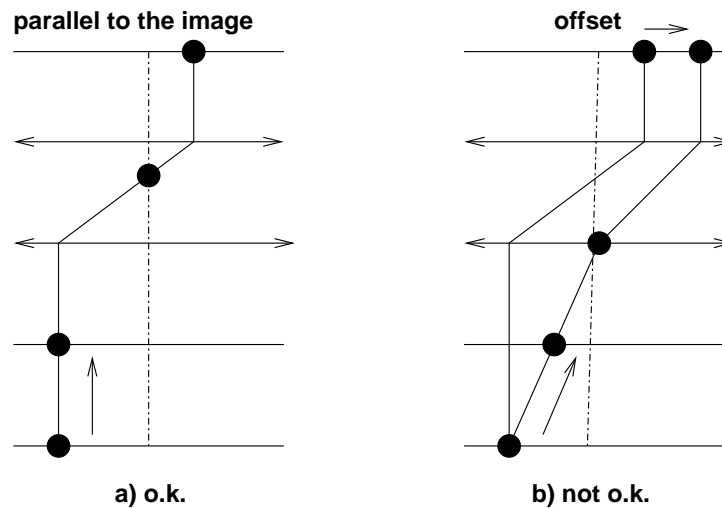 parallel to the image
offset
a) o.k.
b) not o.k.